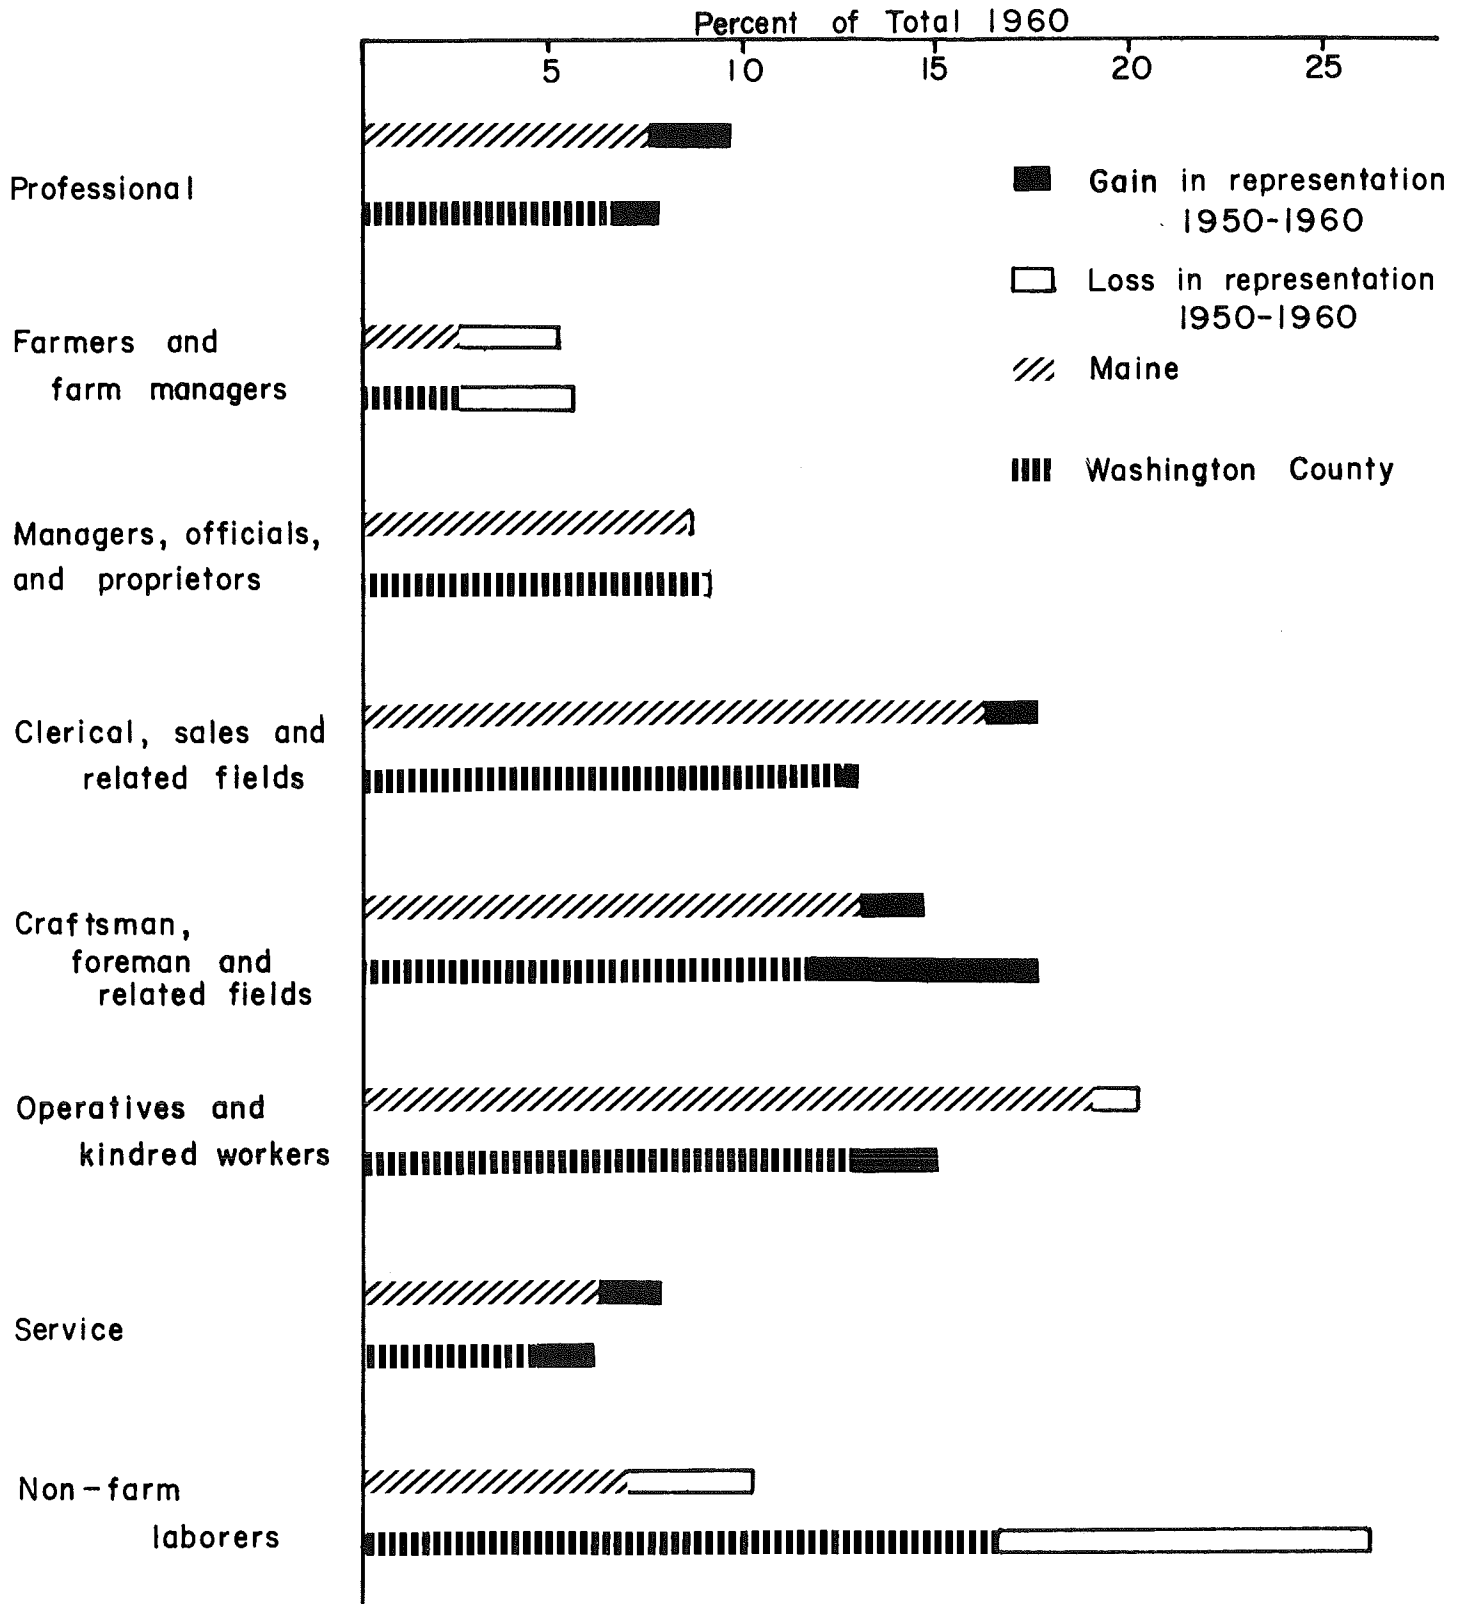 Percent of Total 1960
5 10 15 20 25
Professional
Gain in representation
1950-1960
Loss in representation
1950-1960
Maine
Washington County
Farmers and
farm managers
Managers, officials,
and proprietors
Clerical, sales and
related fields
Craftsman,
foreman and
related fields
Operatives and
kindred workers
Service
Non-farm
laborers